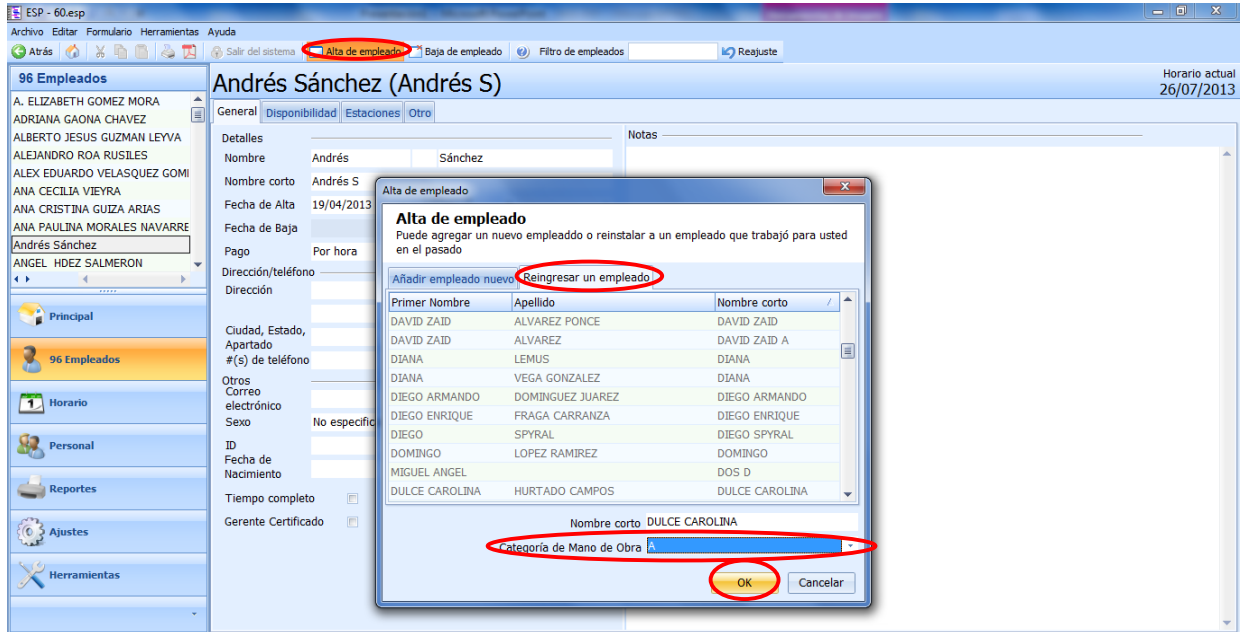 ESP - 60.esp
Archivo Editar Formulario Herramientas Ayuda
Atrás Salir del sistema Alta de empleado Baja de empleado Filtro de empleados Reajuste
96 Empleados
A. ELIZABETH GOMEZ MORA
ADRIANA GAONA CHAVEZ
ALBERTO JESUS GUZMAN LEYVA
ALEJANDRO ROA RUSILES
ALEX EDUARDO VELASQUEZ GOMI
ANA CECILIA VIEYRA
ANA CRISTINA GUIZA ARIAS
ANA PAULINA MORALES NAVARRE
Andrés Sánchez
ANGEL HDEZ SALMERON
Principal
96 Empleados
1 Horario
Personal
Reportes
Ajustes
Herramientas
Andrés Sánchez (Andrés S)
Horario actual
26/07/2013
General Disponibilidad Estaciones Otro
Detalles
Nombre Andrés Sánchez
Nombre corto Andrés S
Fecha de Alta 19/04/2013
Fecha de Baja
Pago Por hora
Dirección/teléfono
Dirección
Ciudad, Estado,
Apartado
#(s) de teléfono
Otros
Correo
electrónico
Sexo No especific
ID
Fecha de
Nacimiento
Tiempo completo
Gerente Certificado
Notas
Alta de empleado
Alta de empleado
Puede agregar un nuevo empleaddo o reinstalar a un empleado que trabajó para usted
en el pasado
Añadir empleado nuevo Reingresar un empleado
Primer Nombre Apellido Nombre corto
DAVID ZAID ALVAREZ PONCE DAVID ZAID
DAVID ZAID ALVAREZ DAVID ZAID A
DIANA LEMUS DIANA
DIANA VEGA GONZALEZ DIANA
DIEGO ARMANDO DOMINGUEZ JUAREZ DIEGO ARMANDO
DIEGO ENRIQUE FRAGA CARRANZA DIEGO ENRIQUE
DIEGO SPYRAL DIEGO SPYRAL
DOMINGO LOPEZ RAMIREZ DOMINGO
MIGUEL ANGEL DOS D
DULCE CAROLINA HURTADO CAMPOS DULCE CAROLINA
Nombre corto DULCE CAROLINA
Categoría de Mano de Obra A
OK Cancelar